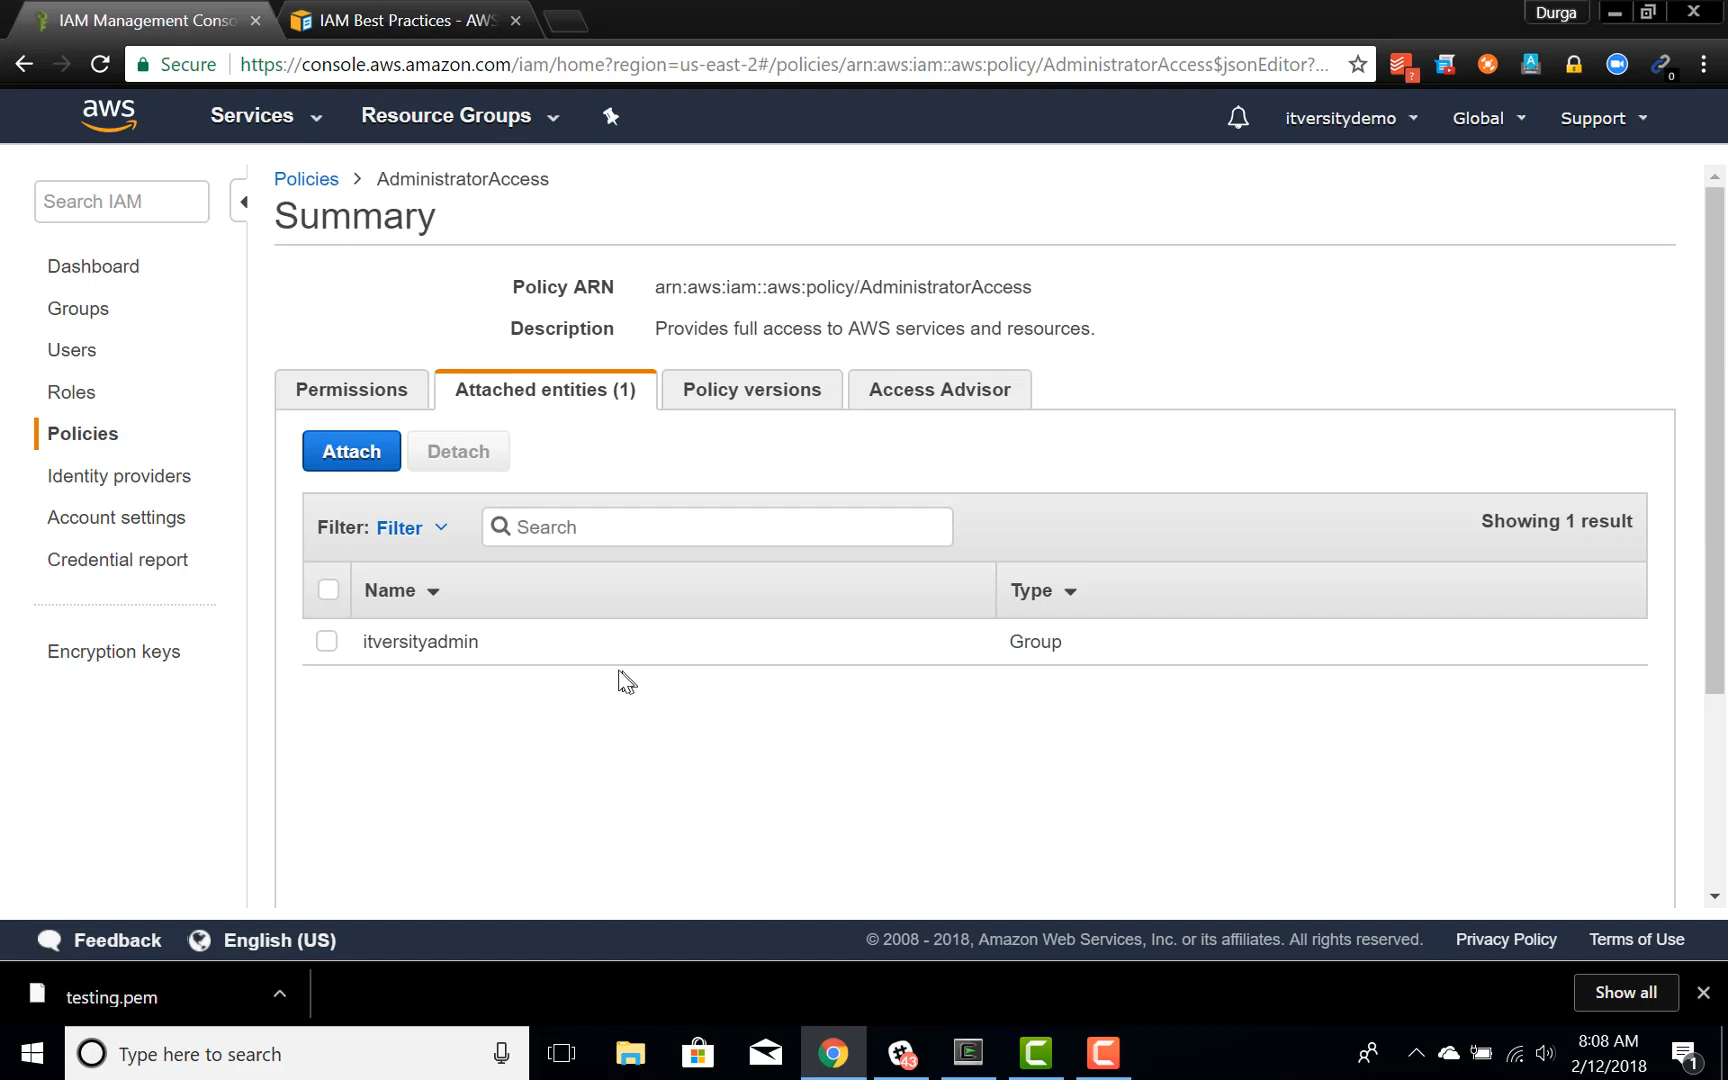 IAM Management Conso
IAM Best Practices - AWS
Durga
Secure
https://console.aws.amazon.com/iam/home?region=us-east-2#/policies/arn:aws:iam::aws:policy/AdministratorAccess$jsonEditor?...
?
A
0
aws
Services
Resource Groups
itversitydemo
Global
Support
Search IAM
Dashboard
Groups
Users
Roles
Policies
Identity providers
Account settings
Credential report
Encryption keys
Policies > AdministratorAccess
Summary
Policy ARN arn:aws:iam::aws:policy/AdministratorAccess
Description Provides full access to AWS services and resources.
Permissions
Attached entities (1)
Policy versions
Access Advisor
Attach
Detach
Filter: Filter
Search
Showing 1 result
Name
Type
itversityadmin
Group
Feedback
English (US)
© 2008 - 2018, Amazon Web Services, Inc. or its affiliates. All rights reserved.
Privacy Policy
Terms of Use
testing.pem
Show all
Type here to search
43
8:08 AM
2/12/2018
1